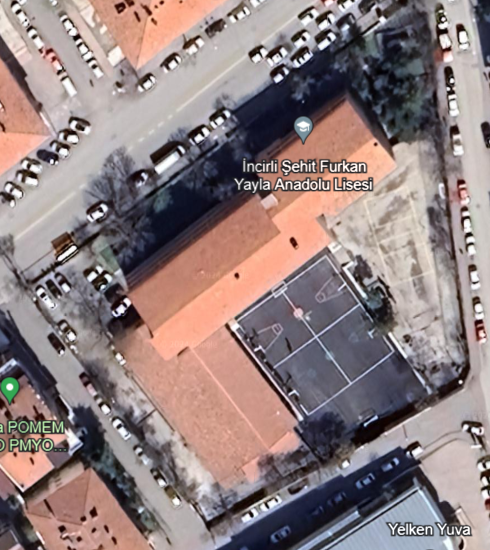 İncirli Şehit Furkan
Yayla Anadolu Lisesi
a POMEM
O PMYO...
Yelken Yuva